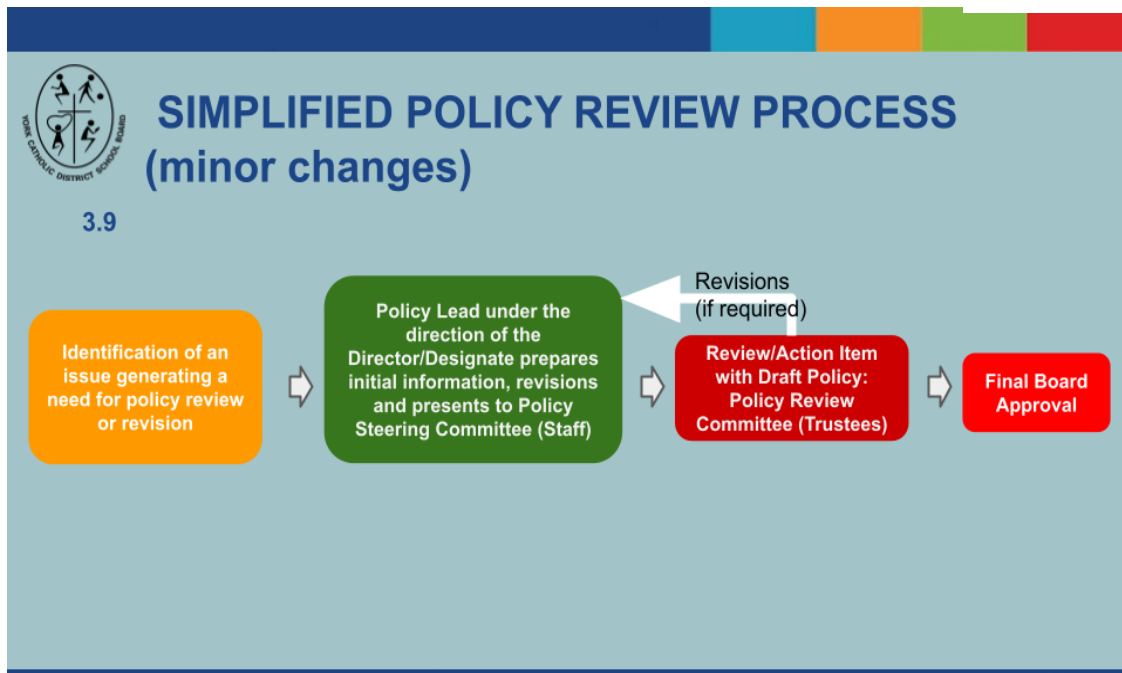 YORK CATHOLIC DISTRICT SCHOOL BOARD
SIMPLIFIED POLICY REVIEW PROCESS
(minor changes)
3.9
Identification of an
issue generating a
need for policy review
or revision
Policy Lead under the
direction of the
Director/Designate prepares
initial information, revisions
and presents to Policy
Steering Committee (Staff)
Revisions
(if required)
Review/Action Item
with Draft Policy:
Policy Review
Committee (Trustees)
Final Board
Approval